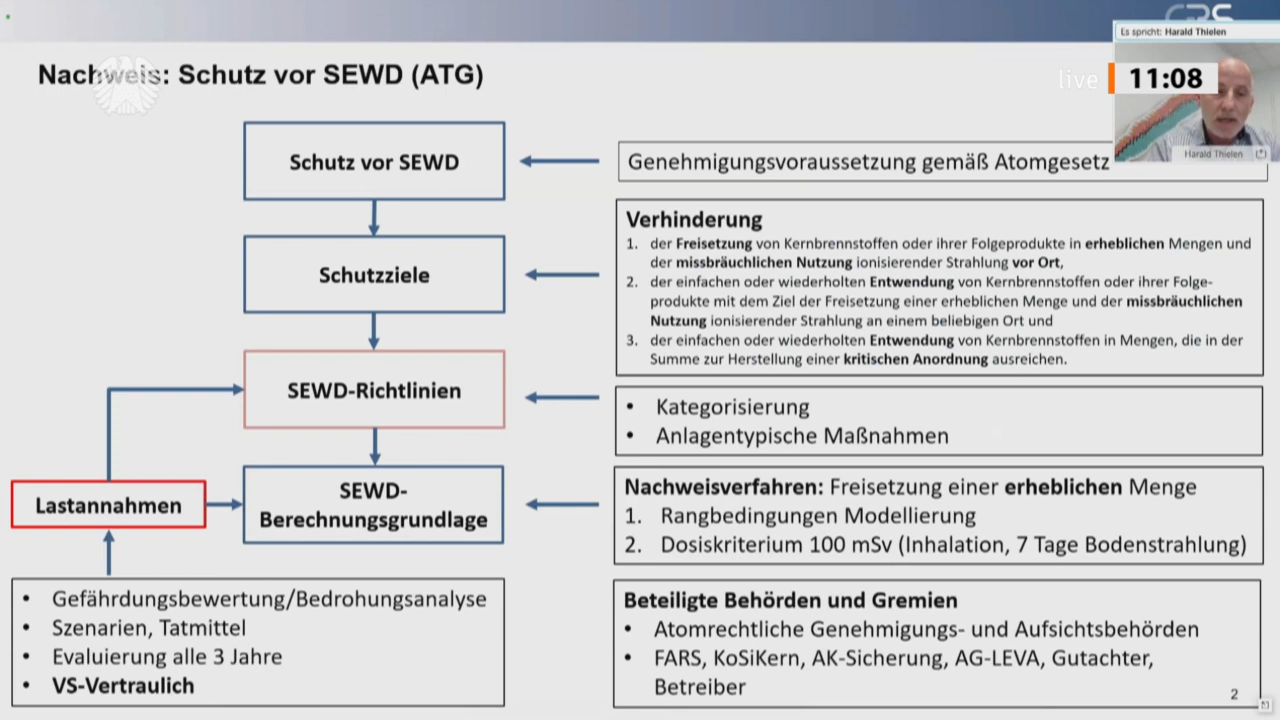 GRS
Es spricht: Harald Thielen
live
11:08
Harald Thielen
Nachweis: Schutz vor SEWD (ATG)
Schutz vor SEWD
Genehmigungsvoraussetzung gemäß Atomgesetz
Schutzziele
Verhinderung
1. der Freisetzung von Kernbrennstoffen oder ihrer Folgeprodukte in erheblichen Mengen und
der missbräuchlichen Nutzung ionisierender Strahlung vor Ort,
2. der einfachen oder wiederholten Entwendung von Kernbrennstoffen oder ihrer Folge-
produkte mit dem Ziel der Freisetzung einer erheblichen Menge und der missbräuchlichen
Nutzung ionisierender Strahlung an einem beliebigen Ort und
3. der einfachen oder wiederholten Entwendung von Kernbrennstoffen in Mengen, die in der
Summe zur Herstellung einer kritischen Anordnung ausreichen.
SEWD-Richtlinien
• Kategorisierung
• Anlagentypische Maßnahmen
Lastannahmen
SEWD-
Berechnungsgrundlage
Nachweisverfahren: Freisetzung einer erheblichen Menge
1. Rangbedingungen Modellierung
2. Dosiskriterium 100 mSv (Inhalation, 7 Tage Bodenstrahlung)
• Gefährdungsbewertung/Bedrohungsanalyse
• Szenarien, Tatmittel
• Evaluierung alle 3 Jahre
• VS-Vertraulich
Beteiligte Behörden und Gremien
• Atomrechtliche Genehmigungs- und Aufsichtsbehörden
• FARS, KoSiKern, AK-Sicherung, AG-LEVA, Gutachter,
Betreiber
2